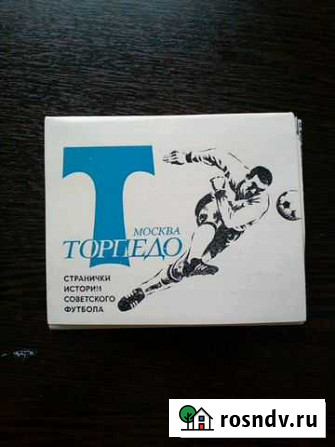 Т
МОСКВА
ТОРПЕДО
СТРАНИЧКИ
ИСТОРИИ
СОВЕТСКОГО
ФУТБОЛА
rosndv.ru